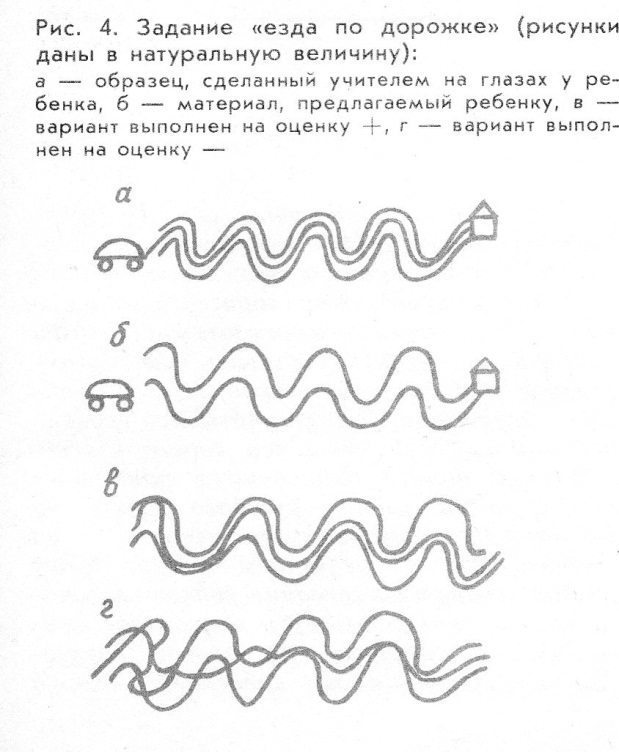 Рис. 4. Задание «езда по дорожке» (рисунки
даны в натуральную величину):
а — образец, сделанный учителем на глазах у ре-
бенка, б — материал, предлагаемый ребенку, в —
вариант выполнен на оценку +, г — вариант выпол-
нен на оценку —
а
б
в
г